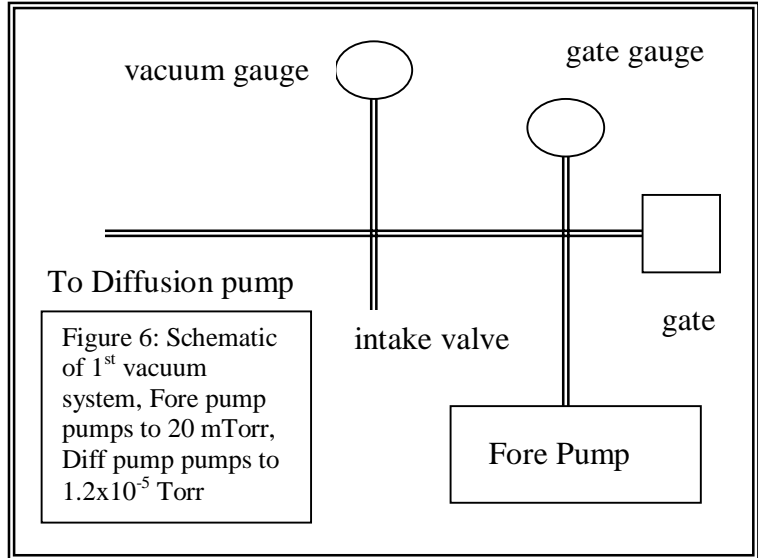 vacuum gauge
gate gauge
To Diffusion pump
intake valve
gate
Figure 6: Schematic
of 1st vacuum
system, Fore pump
pumps to 20 mTorr,
Diff pump pumps to
1.2x10-5 Torr
Fore Pump